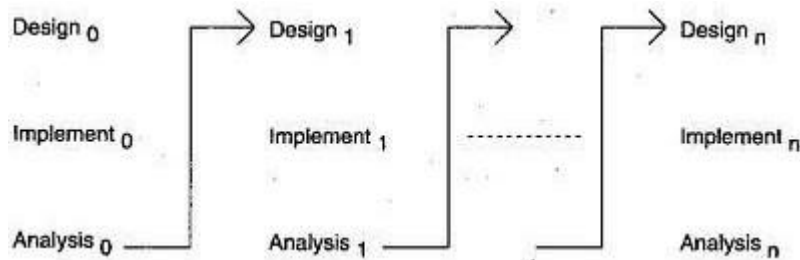 Design 0 Design 1 Design n
Implement 0 Implement 1 Implement n
Analysis 0 Analysis 1 Analysis n